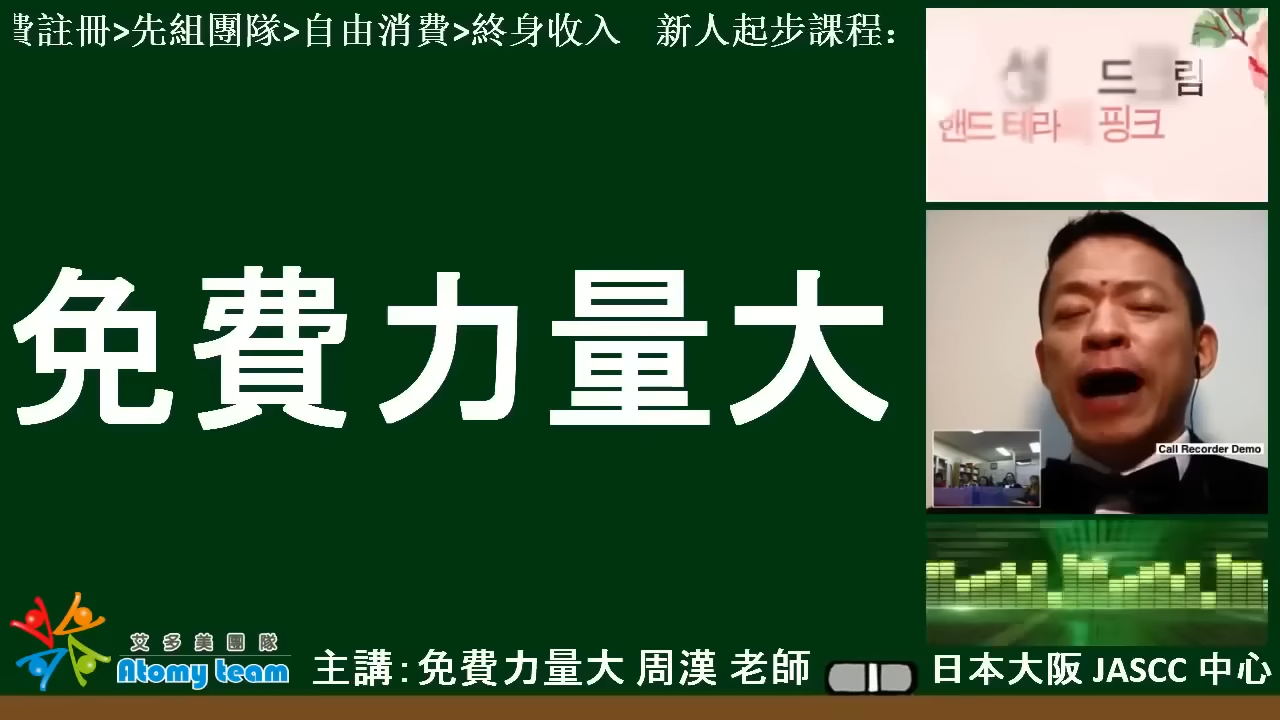 費註冊>先組團隊>自由消費>終身收入 新人起步課程：
드 림
핸드 테라 핑크
免費力量大
Call Recorder Demo
艾多美團隊
Atomy team
主講：免費力量大 周漢 老師
日本大阪 JASCC 中心